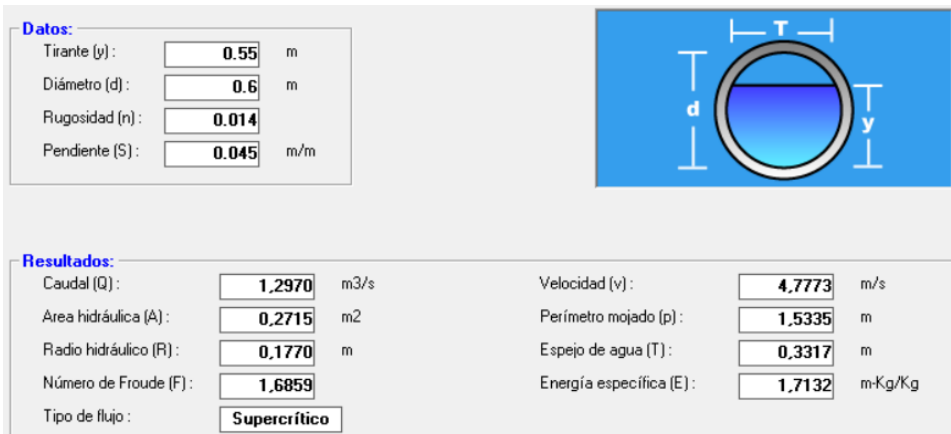 Datos:
Tirante (y) : 0.55 m
Diámetro (d) : 0.6 m
Rugosidad (n) : 0.014
Pendiente (S) : 0.045 m/m
T
d
y
Resultados:
Caudal (Q) : 1,2970 m3/s Velocidad (v) : 4,7773 m/s
Area hidráulica (A) : 0,2715 m2 Perímetro mojado (p) : 1,5335 m
Radio hidráulico (R) : 0,1770 m Espejo de agua (T) : 0,3317 m
Número de Froude (F) : 1,6859 Energía específica (E) : 1,7132 m-Kg/Kg
Tipo de flujo : Supercrítico